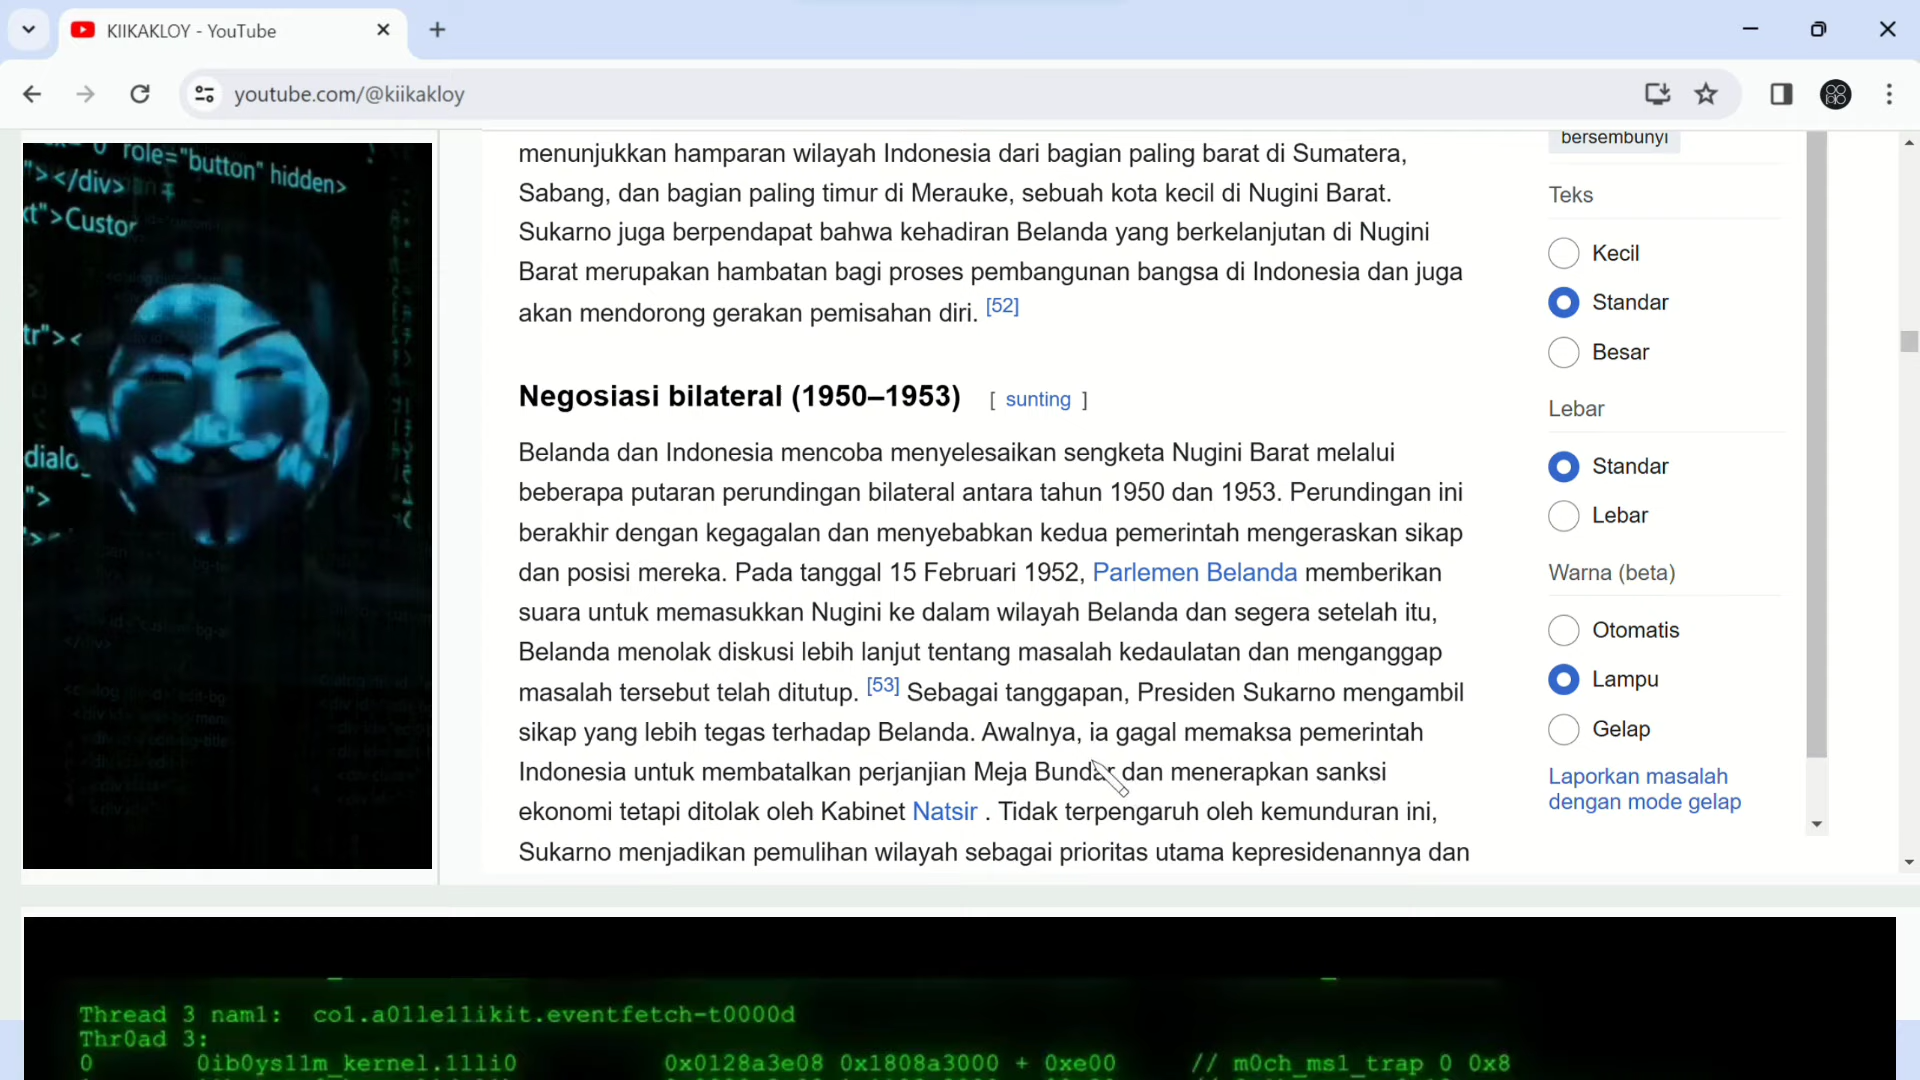 KIIKAKLOY - YouTube
youtube.com/@kiikakloy
role="button" hidden>
"></div>
">Custor
tr"><
dialo
">
menunjukkan hamparan wilayah Indonesia dari bagian paling barat di Sumatera,
Sabang, dan bagian paling timur di Merauke, sebuah kota kecil di Nugini Barat.
Sukarno juga berpendapat bahwa kehadiran Belanda yang berkelanjutan di Nugini
Barat merupakan hambatan bagi proses pembangunan bangsa di Indonesia dan juga
akan mendorong gerakan pemisahan diri. [52]
Negosiasi bilateral (1950–1953) [ sunting ]
Belanda dan Indonesia mencoba menyelesaikan sengketa Nugini Barat melalui
beberapa putaran perundingan bilateral antara tahun 1950 dan 1953. Perundingan ini
berakhir dengan kegagalan dan menyebabkan kedua pemerintah mengeraskan sikap
dan posisi mereka. Pada tanggal 15 Februari 1952, Parlemen Belanda memberikan
suara untuk memasukkan Nugini ke dalam wilayah Belanda dan segera setelah itu,
Belanda menolak diskusi lebih lanjut tentang masalah kedaulatan dan menganggap
masalah tersebut telah ditutup. [53] Sebagai tanggapan, Presiden Sukarno mengambil
sikap yang lebih tegas terhadap Belanda. Awalnya, ia gagal memaksa pemerintah
Indonesia untuk membatalkan perjanjian Meja Bundar dan menerapkan sanksi
ekonomi tetapi ditolak oleh Kabinet Natsir . Tidak terpengaruh oleh kemunduran ini,
Sukarno menjadikan pemulihan wilayah sebagai prioritas utama kepresidenannya dan
bersembunyi
Teks
Kecil
Standar
Besar
Lebar
Standar
Lebar
Warna (beta)
Otomatis
Lampu
Gelap
Laporkan masalah
dengan mode gelap
Thread 3 nam1: co1.a01le11ikit.eventfetch-t0000d
Thr0ad 3:
0 0ib0ys11m_kernel.111i0 0x0128a3e08 0x1808a3000 + 0xe00 // m0ch_ms1_trap 0 0x8